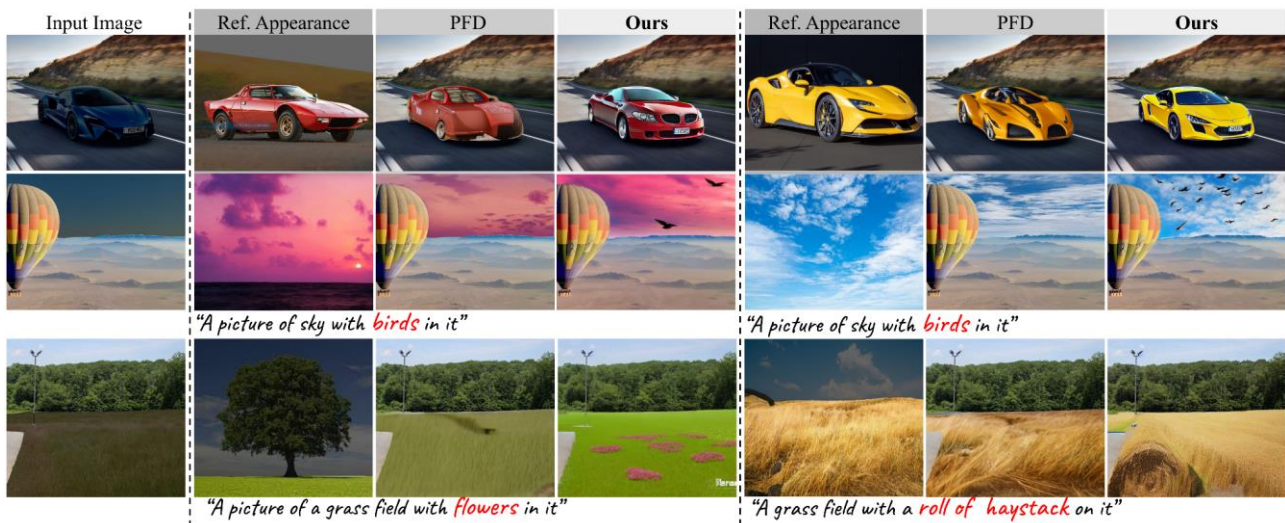 Input Image Ref. Appearance PFD Ours Ref. Appearance PFD Ours
“A picture of sky with birds in it” “A picture of sky with birds in it”
“A picture of a grass field with flowers in it” “A grass field with a roll of haystack on it”